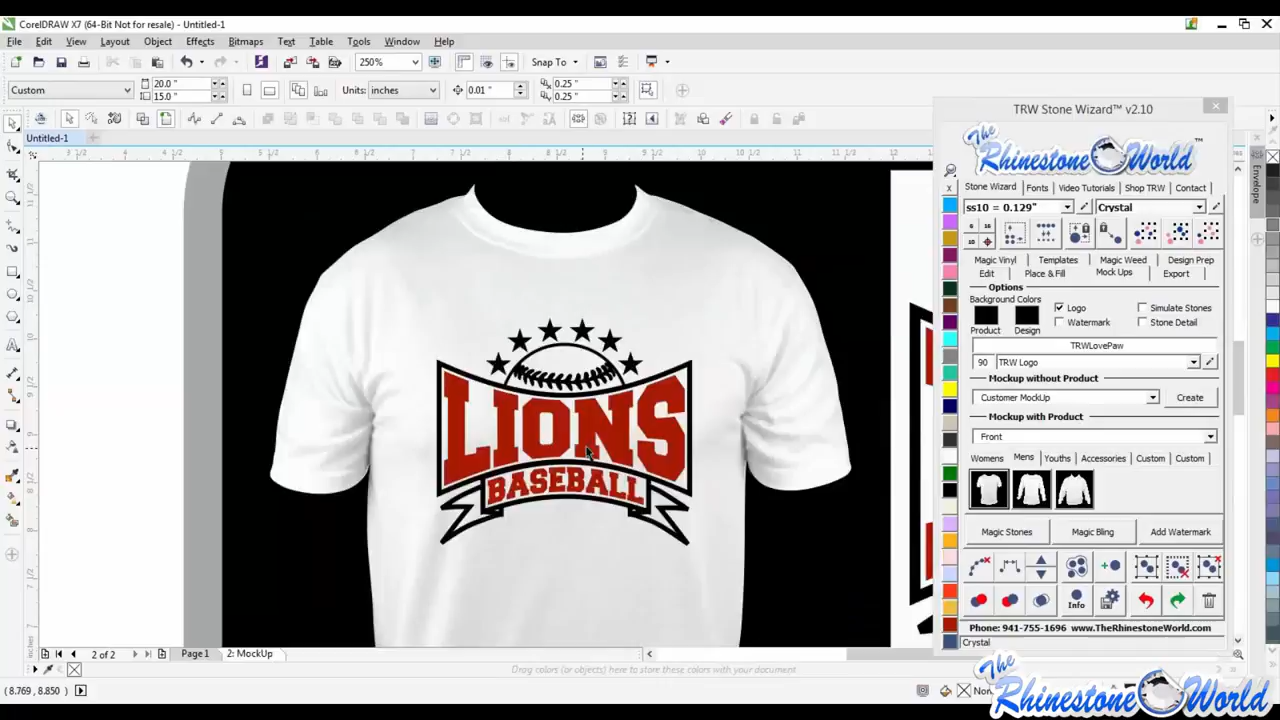 CorelDRAW X7 (64-Bit Not for resale) - Untitled-1
File Edit View Layout Object Effects Bitmaps Text Table Tools Window Help
250% Snap To
Custom 20.0 " 15.0 " Units: inches 0.01 " 0.25 " 0.25 "
Untitled-1
LIONS
BASEBALL
TRW Stone Wizard™ v2.10
The Rhinestone World™
Stone Wizard Fonts Video Tutorials Shop TRW Contact
ss10 = 0.129" Crystal
Magic Vinyl Templates Magic Weed Design Prep
Edit Place & Fill Mock Ups Export
Options
Background Colors Logo Simulate Stones
Product Design Watermark Stone Detail
TRWLovePaw
90 TRW Logo
Mockup without Product
Customer MockUp Create
Mockup with Product
Front
Womens Mens Youths Accessories Custom Custom
Magic Stones Magic Bling Add Watermark
Info
Phone: 941-755-1696 www.TheRhinestoneWorld.com
Crystal
Envelope
2 of 2 Page 1 2: MockUp
Drag colors (or objects) here to store these colors with your document
(8.769, 8.850)
The Rhinestone World